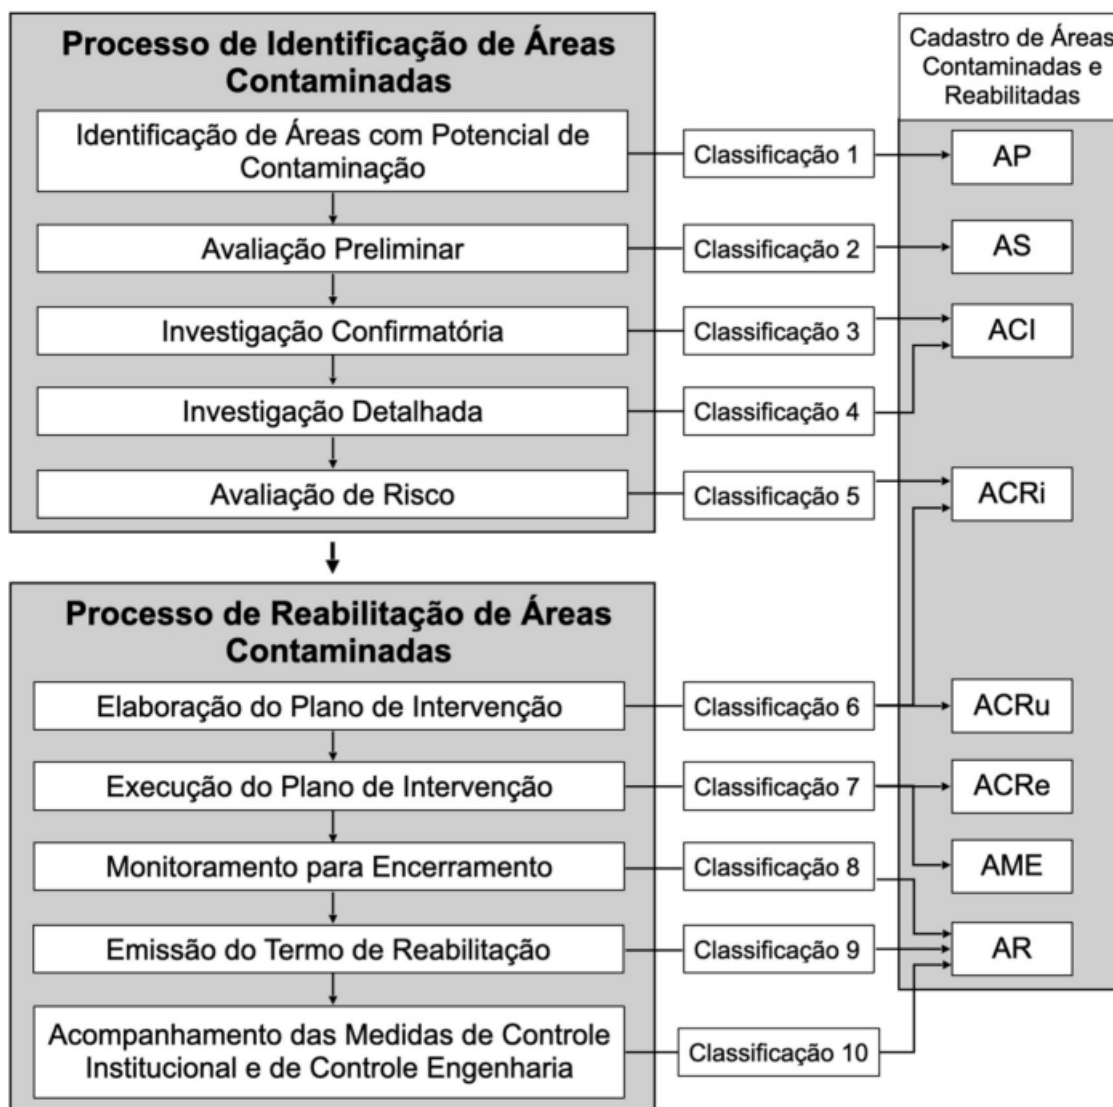 Processo de Identificação de Áreas
Contaminadas
Identificação de Áreas com Potencial de
Contaminação
Avaliação Preliminar
Investigação Confirmatória
Investigação Detalhada
Avaliação de Risco
Classificação 1
Classificação 2
Classificação 3
Classificação 4
Classificação 5
Cadastro de Áreas
Contaminadas e
Reabilitadas
AP
AS
ACI
ACRi
ACRu
ACRe
AME
AR
Processo de Reabilitação de Áreas
Contaminadas
Elaboração do Plano de Intervenção
Execução do Plano de Intervenção
Monitoramento para Encerramento
Emissão do Termo de Reabilitação
Acompanhamento das Medidas de Controle
Institucional e de Controle Engenharia
Classificação 6
Classificação 7
Classificação 8
Classificação 9
Classificação 10